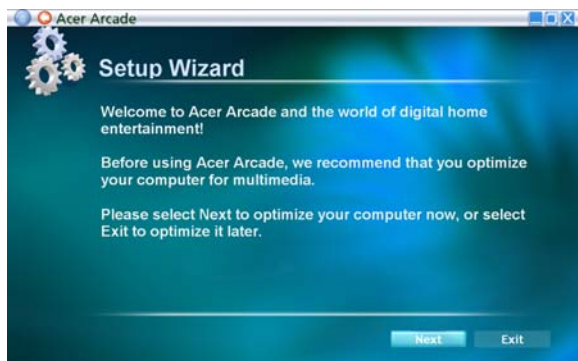 Acer Arcade
Setup Wizard
Welcome to Acer Arcade and the world of digital home
entertainment!
Before using Acer Arcade, we recommend that you optimize
your computer for multimedia.
Please select Next to optimize your computer now, or select
Exit to optimize it later.
Next
Exit